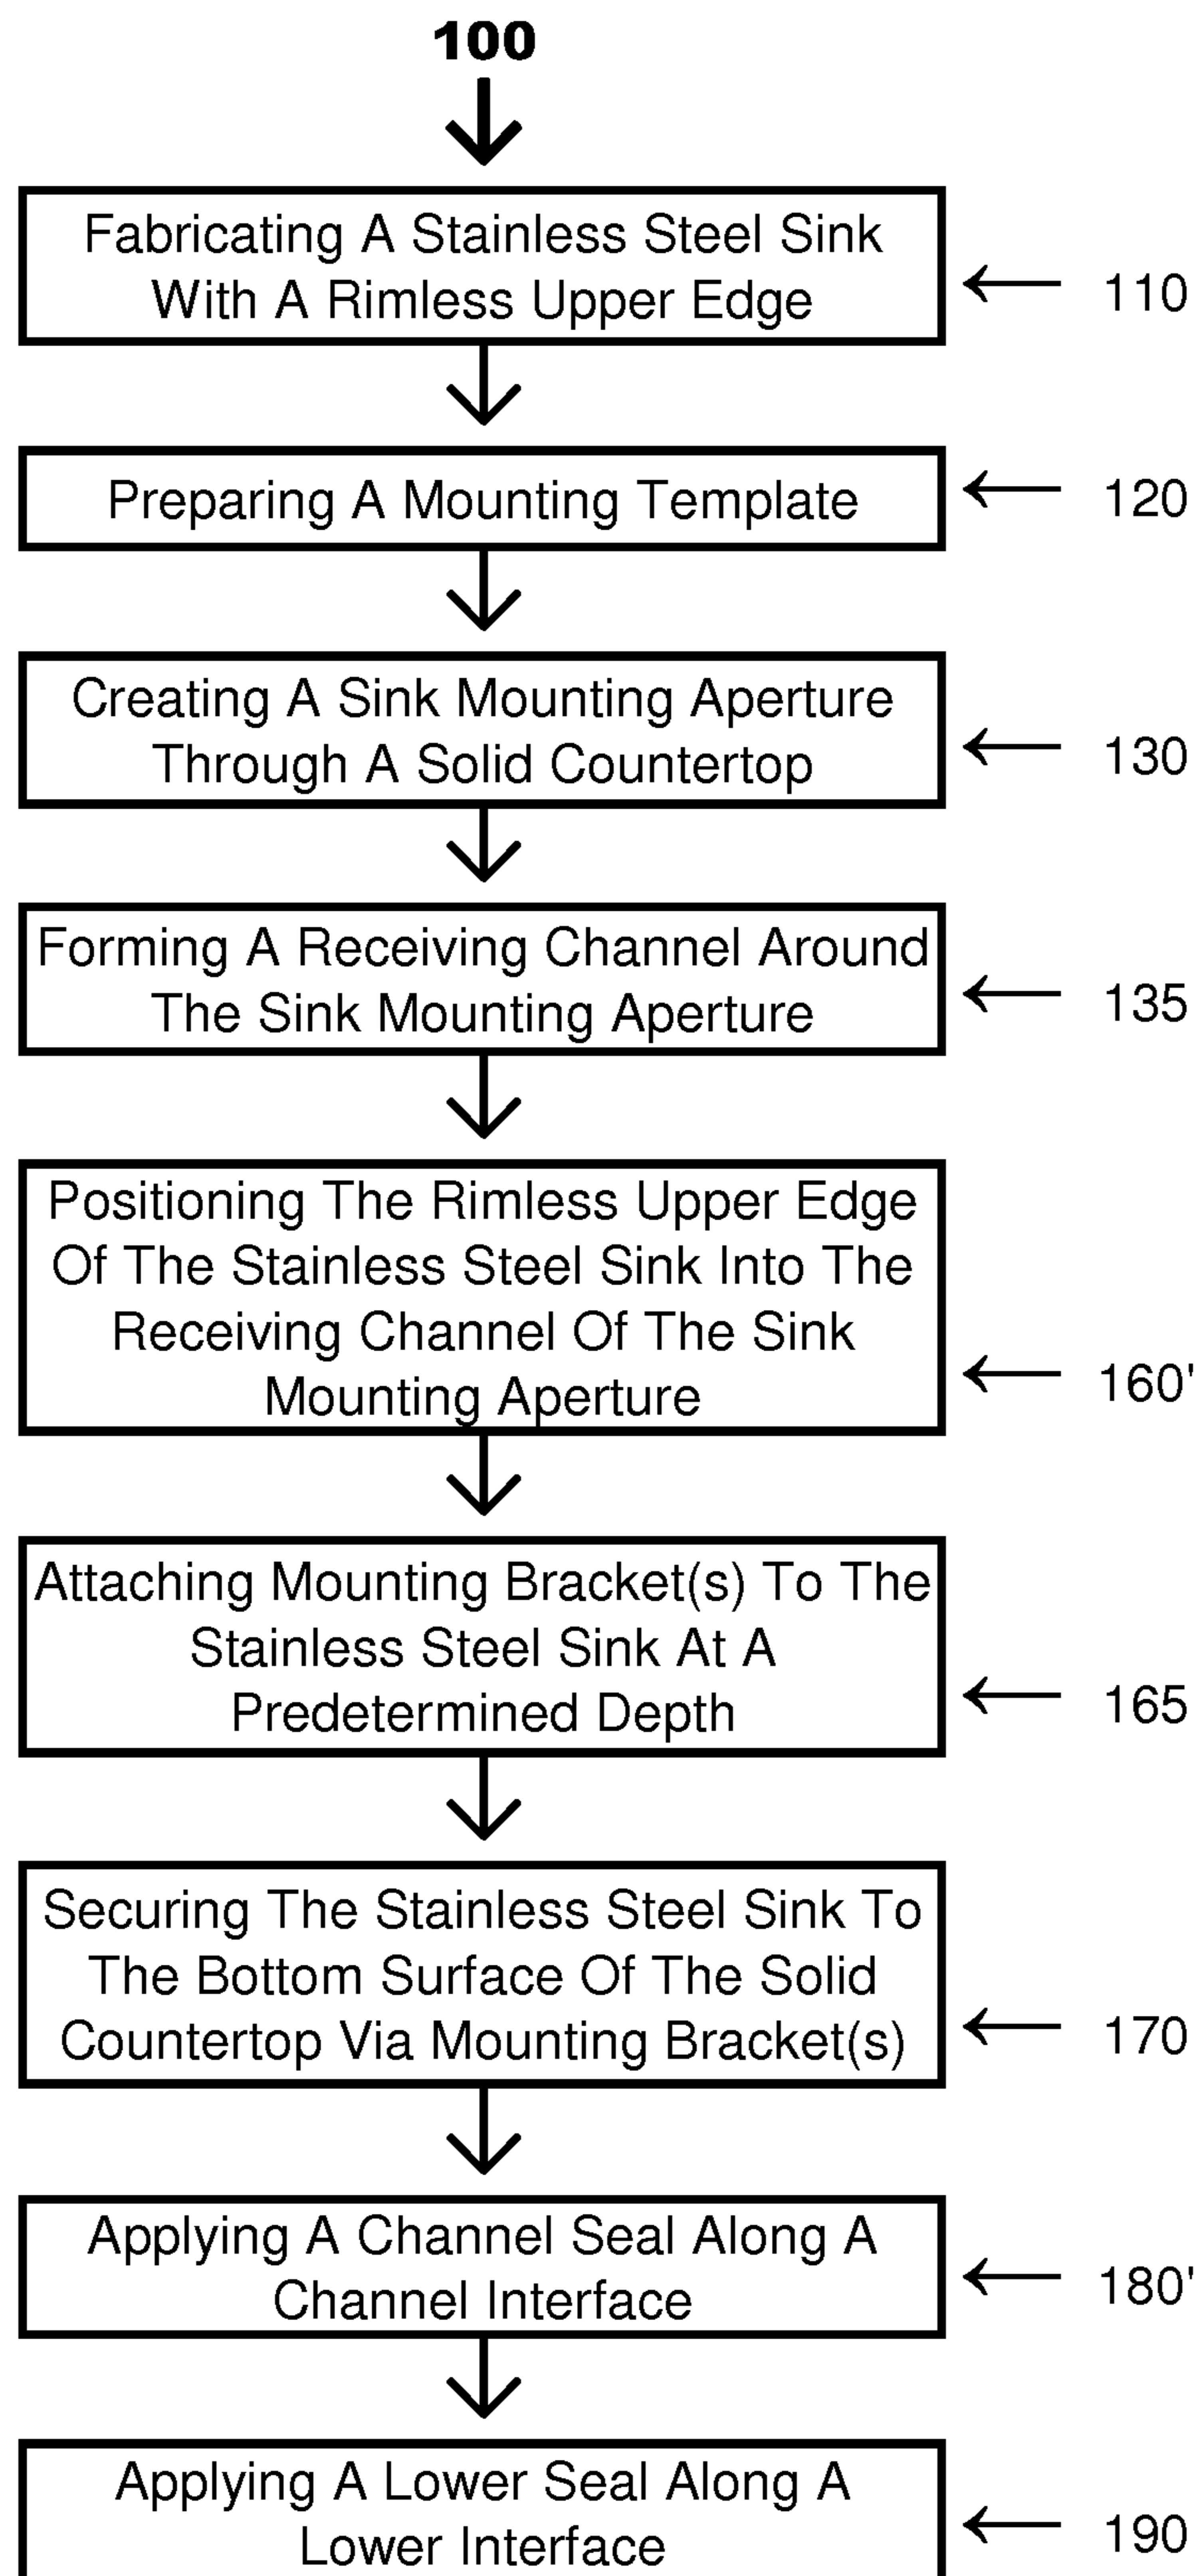 100
Fabricating A Stainless Steel Sink
With A Rimless Upper Edge
110
Preparing A Mounting Template
120
Creating A Sink Mounting Aperture
Through A Solid Countertop
130
Forming A Receiving Channel Around
The Sink Mounting Aperture
135
Positioning The Rimless Upper Edge
Of The Stainless Steel Sink Into The
Receiving Channel Of The Sink
Mounting Aperture
160'
Attaching Mounting Bracket(s) To The
Stainless Steel Sink At A
Predetermined Depth
165
Securing The Stainless Steel Sink To
The Bottom Surface Of The Solid
Countertop Via Mounting Bracket(s)
170
Applying A Channel Seal Along A
Channel Interface
180'
Applying A Lower Seal Along A
Lower Interface
190